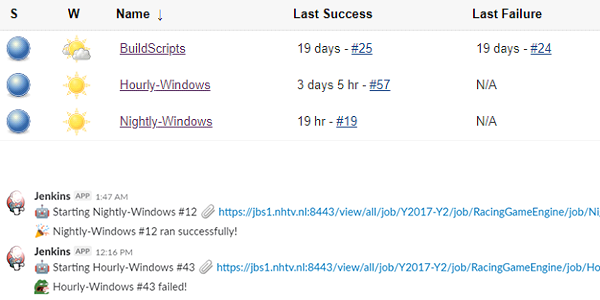 S W Name ↓ Last Success Last Failure
BuildScripts 19 days - #25 19 days - #24
Hourly-Windows 3 days 5 hr - #57 N/A
Nightly-Windows 19 hr - #19 N/A
Jenkins APP 1:47 AM
Starting Nightly-Windows #12 https://jbs1.nhtv.nl:8443/view/all/job/Y2017-Y2/job/RacingGameEngine/job/Ni
Nightly-Windows #12 ran successfully!
Jenkins APP 12:16 PM
Starting Hourly-Windows #43 https://jbs1.nhtv.nl:8443/view/all/job/Y2017-Y2/job/RacingGameEngine/job/Ho
Hourly-Windows #43 failed!